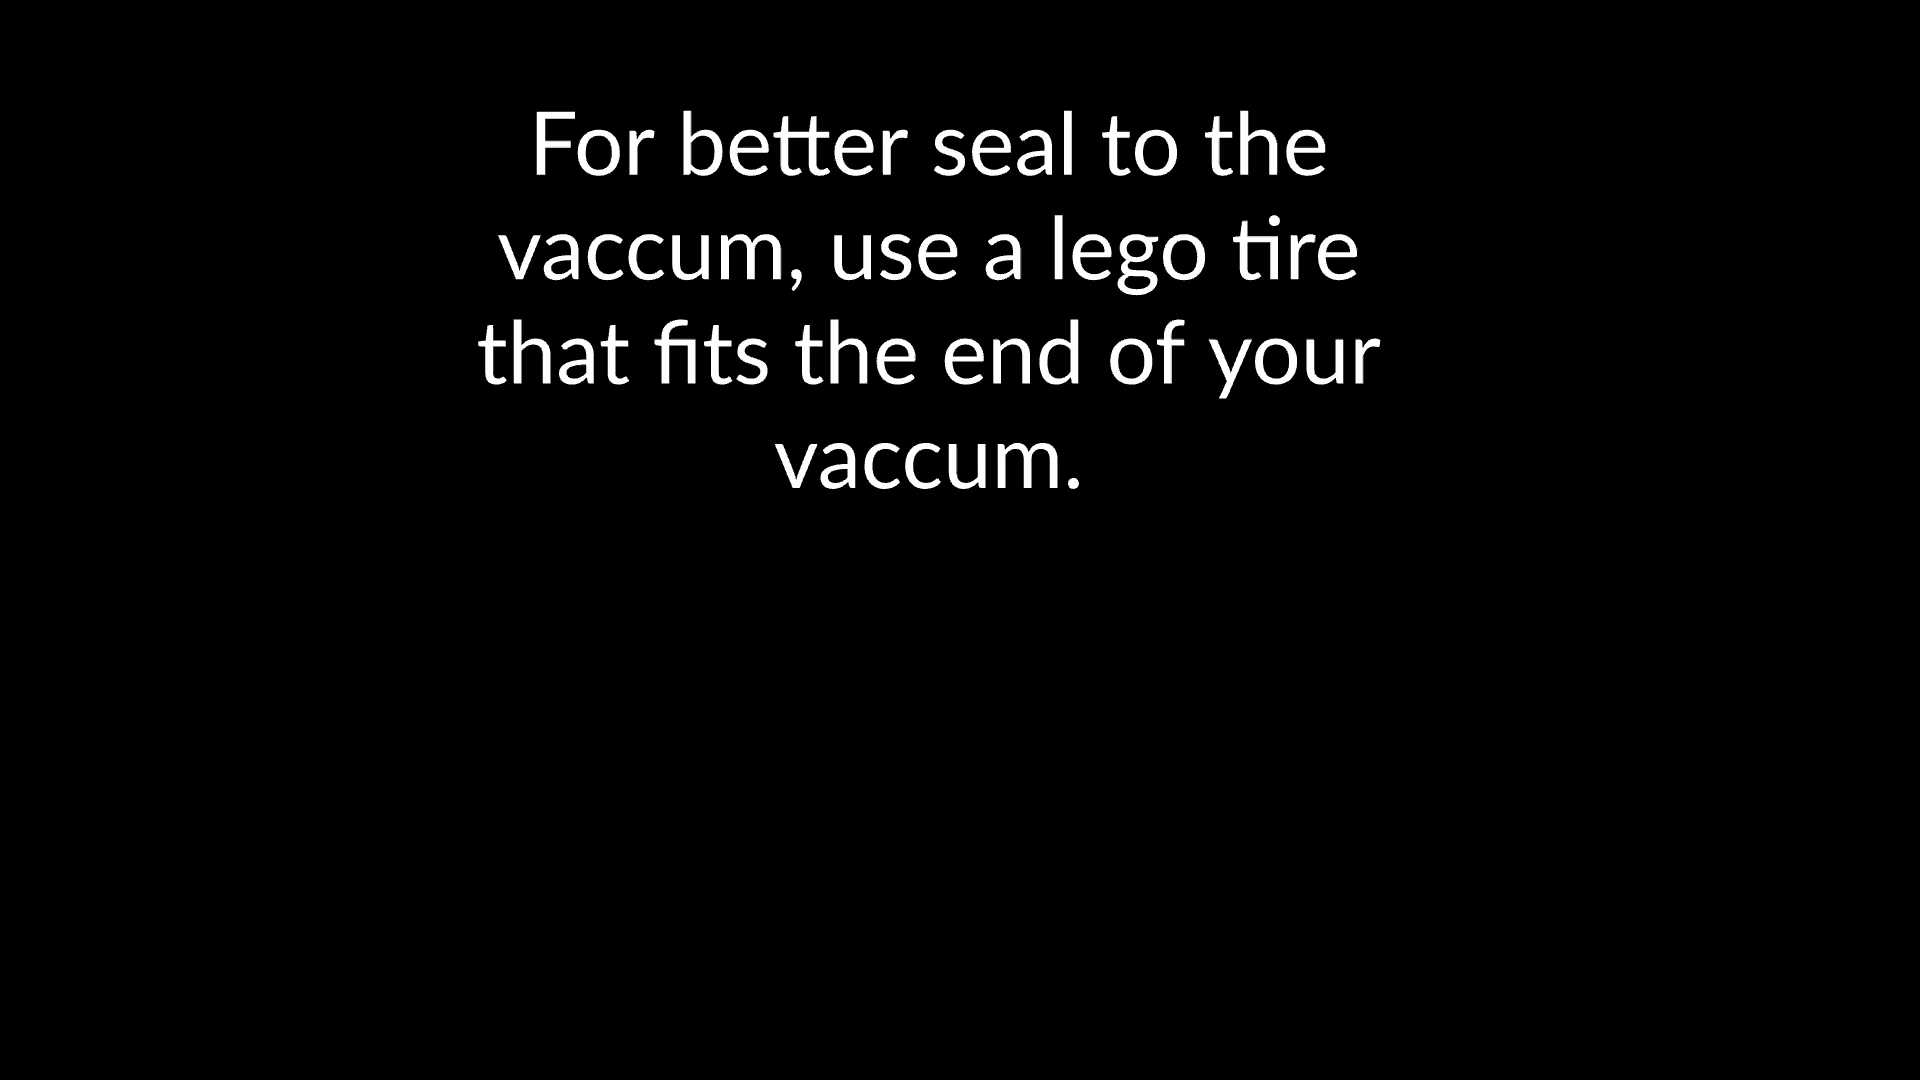 For better seal to the
vaccum, use a lego tire
that fits the end of your
vaccum.